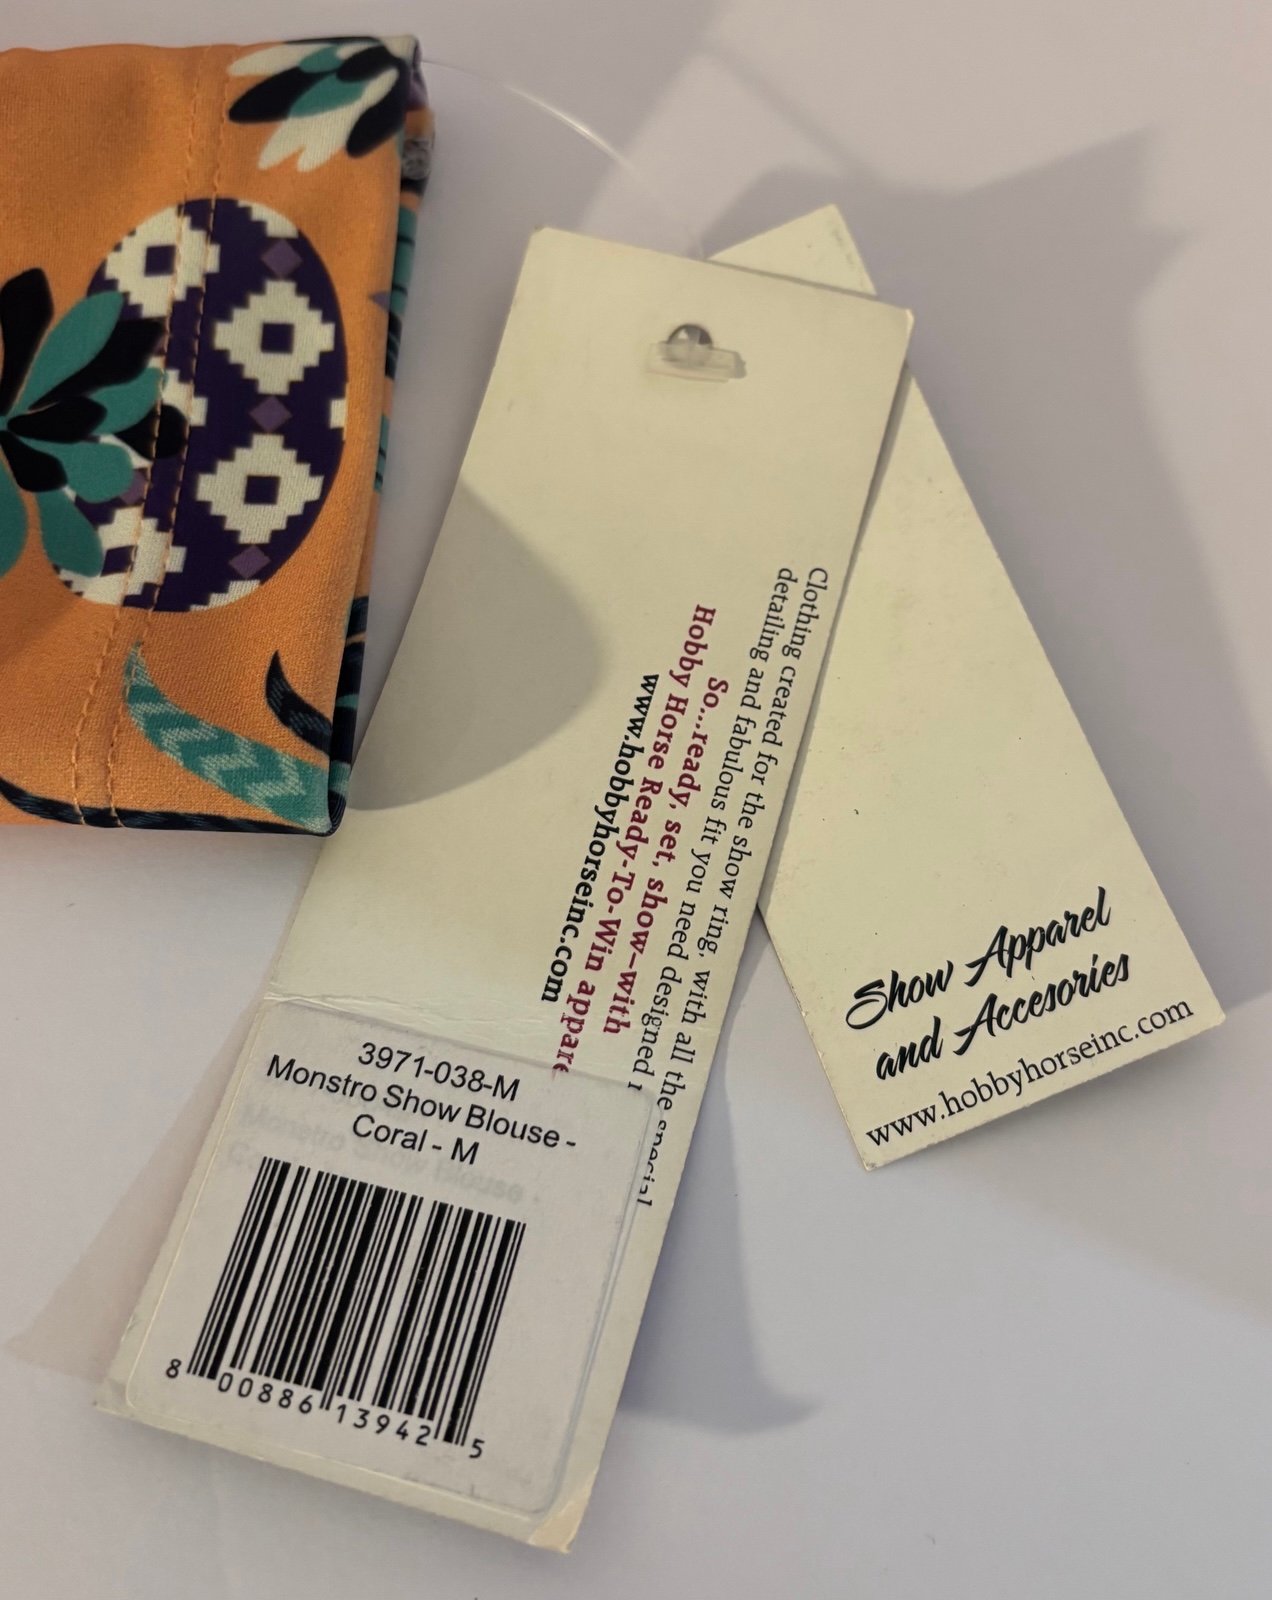 Clothing created for the show ring, with all the special
detailing and fabulous fit you need designed
So...ready, set, show–with
Hobby Horse Ready-To-Win
www.hobbyhorseinc.com
3971-038-M
Monstro Show Blouse -
Coral - M
8 00886 13942 5
Show Apparel
and Accesories
www.hobbyhorseinc.com